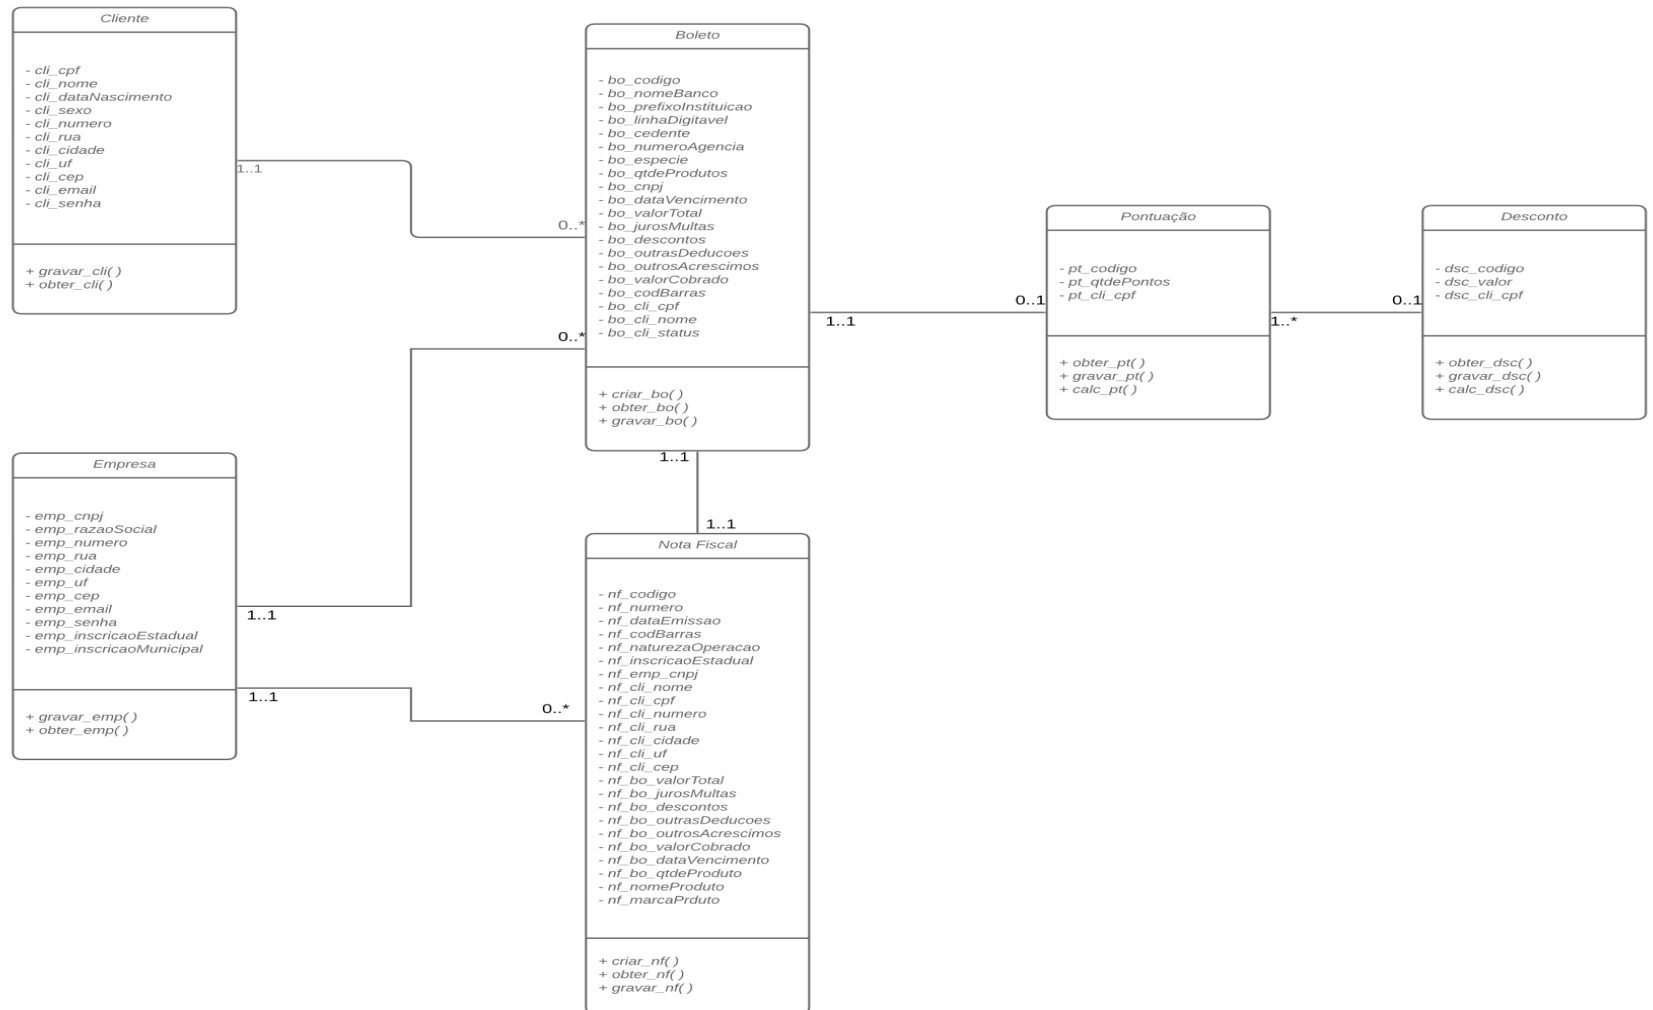 Cliente
- cli_cpf
- cli_nome
- cli_dataNascimento
- cli_sexo
- cli_numero
- cli_rua
- cli_cidade
- cli_uf
- cli_cep
- cli_email
- cli_senha
+ gravar_cli( )
+ obter_cli( )
1..1
0..*
Boleto
- bo_codigo
- bo_nomeBanco
- bo_prefixoInstituicao
- bo_linhaDigitavel
- bo_cedente
- bo_numeroAgencia
- bo_especie
- bo_qtdeProdutos
- bo_cnpj
- bo_dataVencimento
- bo_valorTotal
- bo_jurosMultas
- bo_descontos
- bo_outrasDeducoes
- bo_outrosAcrescimos
- bo_valorCobrado
- bo_codBarras
- bo_cli_cpf
- bo_cli_nome
- bo_cli_status
+ criar_bo( )
+ obter_bo( )
+ gravar_bo( )
1..1
0..1
Pontuação
- pt_codigo
- pt_qtdePontos
- pt_cli_cpf
+ obter_pt( )
+ gravar_pt( )
+ calc_pt( )
1..*
0..1
Desconto
- dsc_codigo
- dsc_valor
- dsc_cli_cpf
+ obter_dsc( )
+ gravar_dsc( )
+ calc_dsc( )
Empresa
- emp_cnpj
- emp_razaoSocial
- emp_numero
- emp_rua
- emp_cidade
- emp_uf
- emp_cep
- emp_email
- emp_senha
- emp_inscricaoEstadual
- emp_inscricaoMunicipal
+ gravar_emp( )
+ obter_emp( )
1..1
0..*
1..1
0..*
1..1
1..1
Nota Fiscal
- nf_codigo
- nf_numero
- nf_dataEmissao
- nf_codBarras
- nf_naturezaOperacao
- nf_inscricaoEstadual
- nf_emp_cnpj
- nf_cli_nome
- nf_cli_cpf
- nf_cli_numero
- nf_cli_rua
- nf_cli_cidade
- nf_cli_uf
- nf_cli_cep
- nf_bo_valorTotal
- nf_bo_jurosMultas
- nf_bo_descontos
- nf_bo_outrasDeducoes
- nf_bo_outrosAcrescimos
- nf_bo_valorCobrado
- nf_bo_dataVencimento
- nf_bo_qtdeProduto
- nf_nomeProduto
- nf_marcaPrduto
+ criar_nf( )
+ obter_nf( )
+ gravar_nf( )